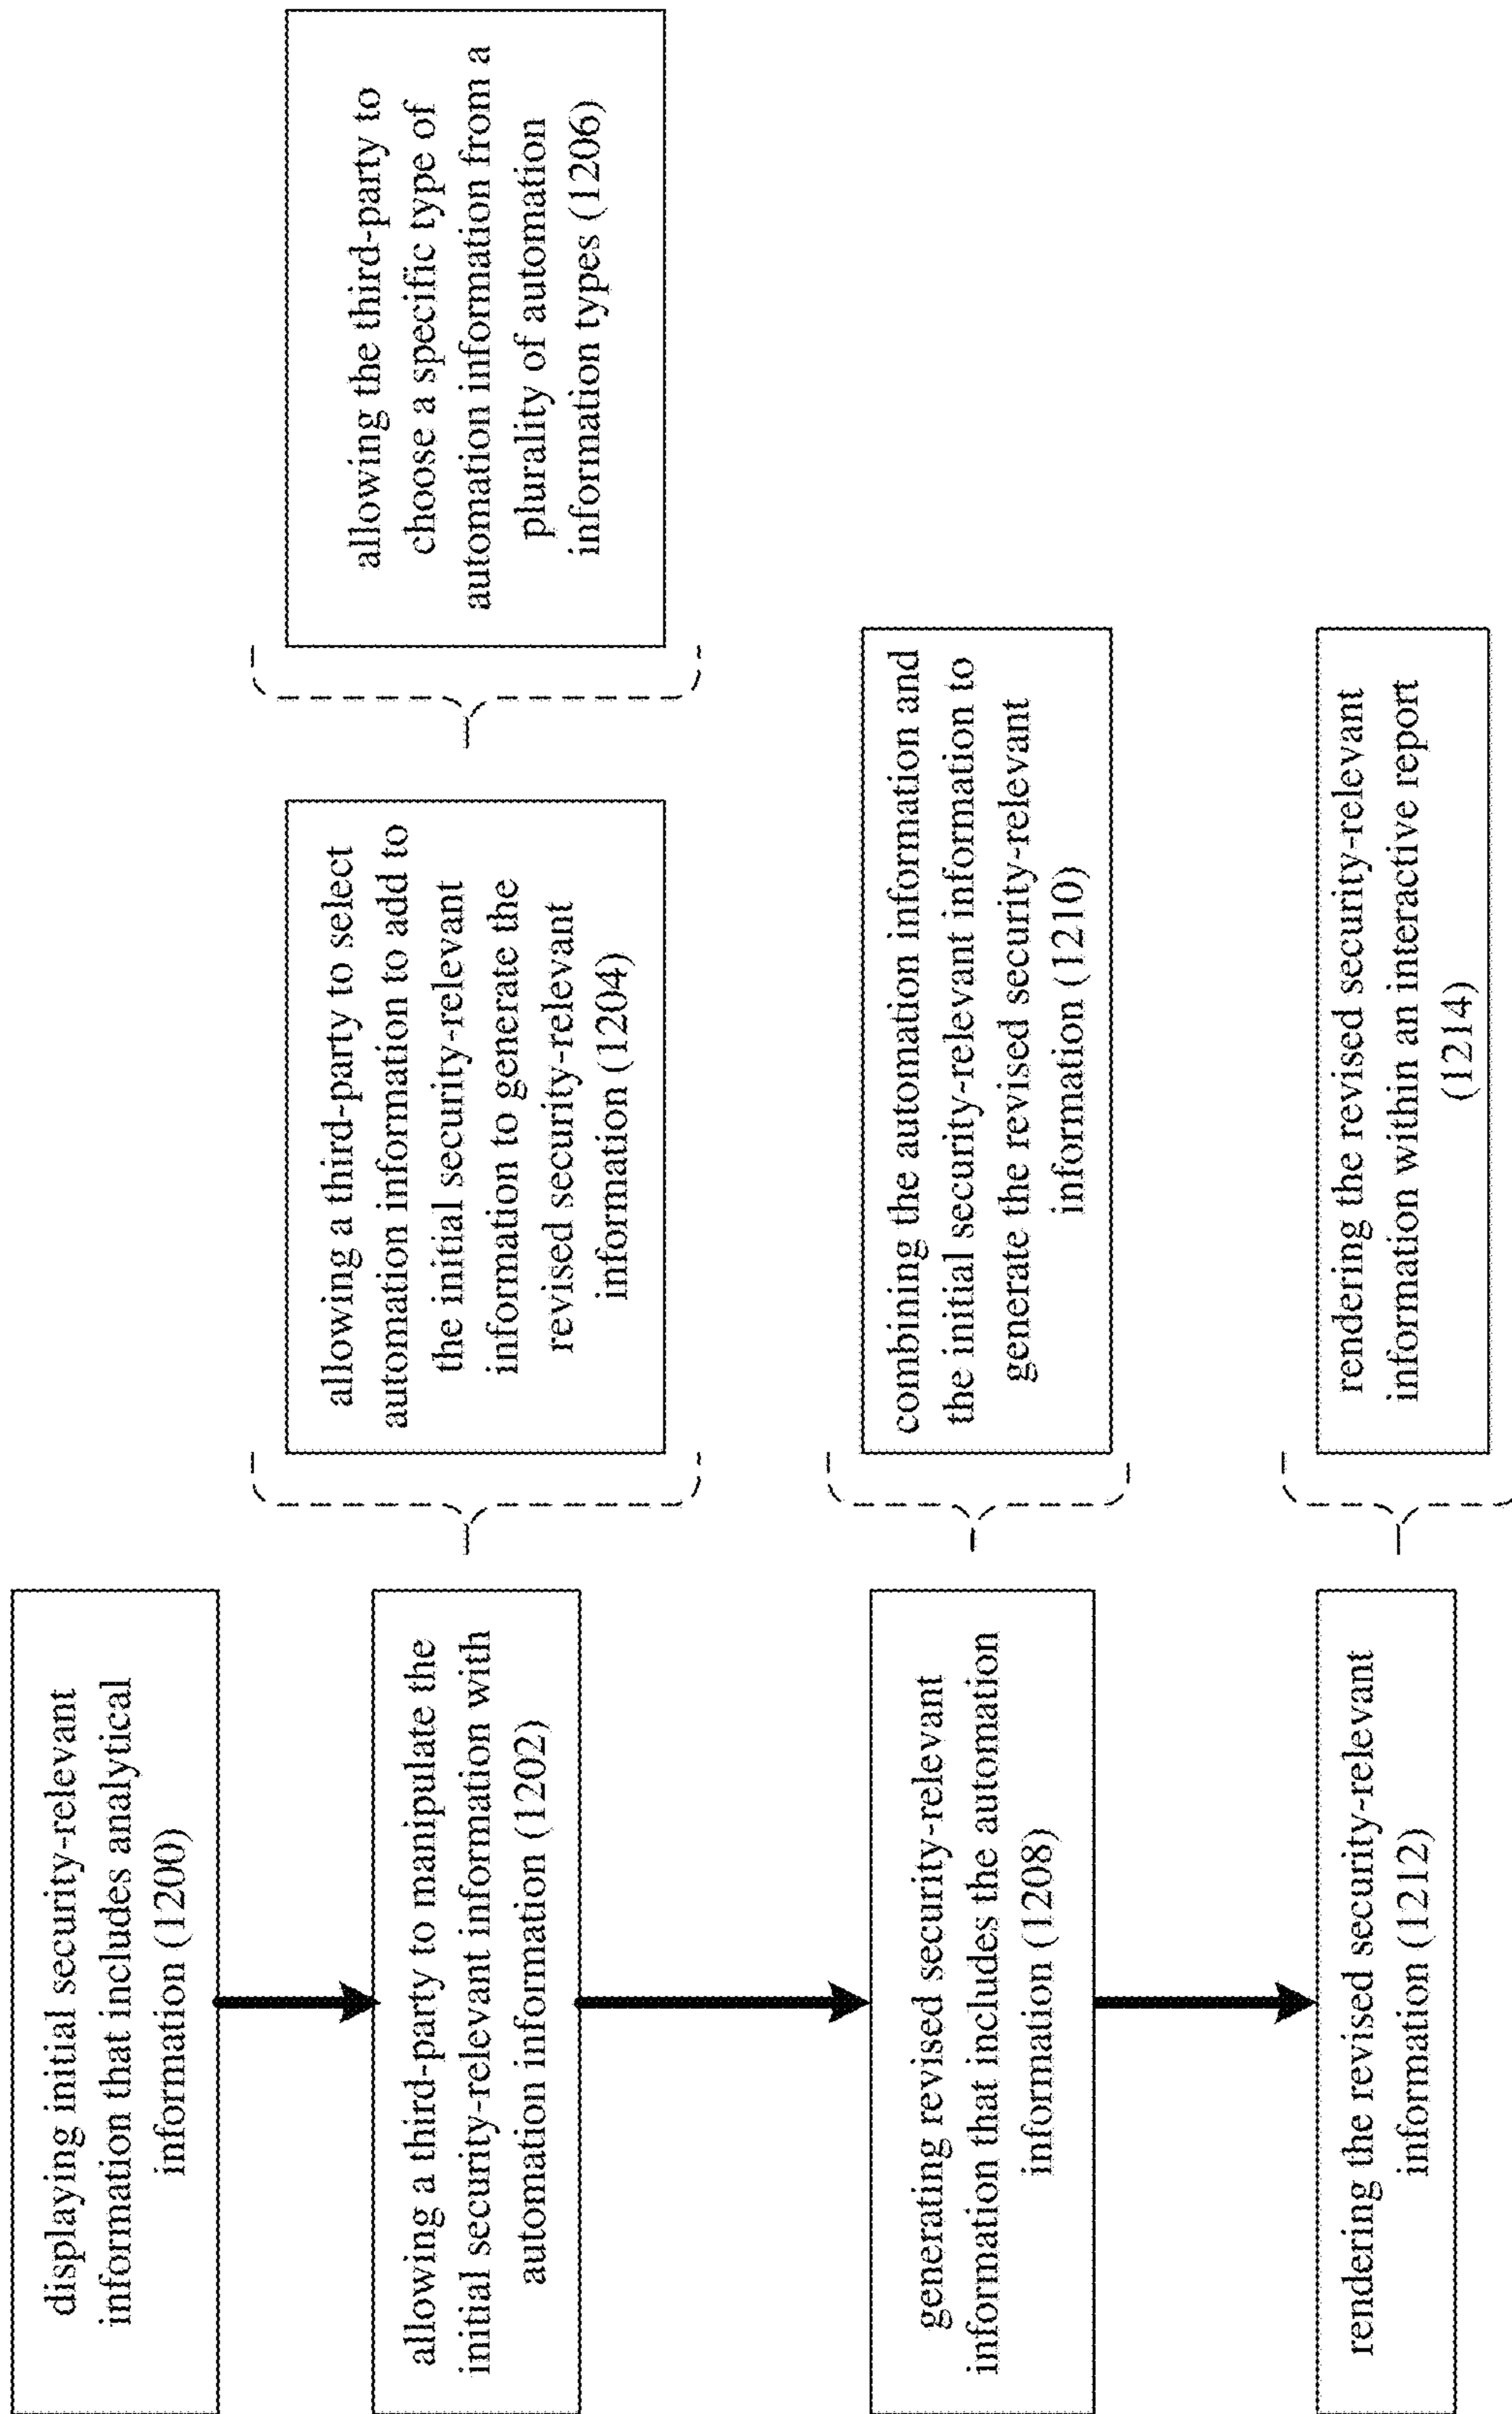 displaying initial security-relevant
information that includes analytical
information (1200)
allowing a third-party to manipulate the
initial security-relevant information with
automation information (1202)
allowing a third-party to select
automation information to add to
the initial security-relevant
information to generate the
revised security-relevant
information (1204)
allowing the third-party to
choose a specific type of
automation information from a
plurality of automation
information types (1206)
generating revised security-relevant
information that includes the automation
information (1208)
combining the automation information and
the initial security-relevant information to
generate the revised security-relevant
information (1210)
rendering the revised security-relevant
information (1212)
rendering the revised security-relevant
information within an interactive report
(1214)